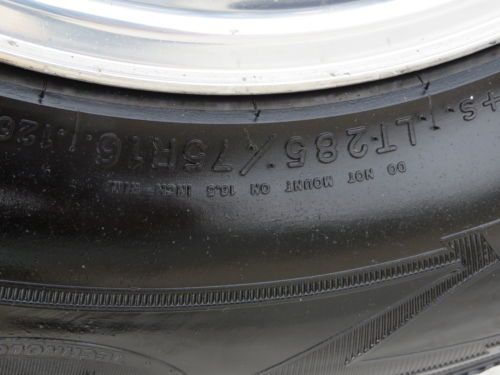 +S LT285/75R16 126
DO NOT MOUNT ON 16.5 INCH RIM